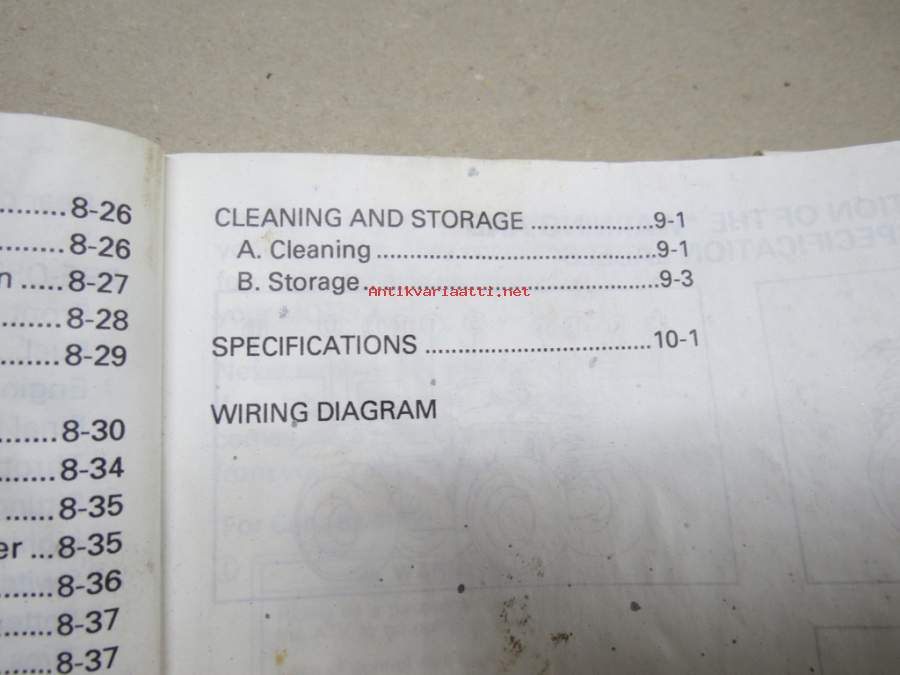 ........8-26
........8-26
n .....8-27
........8-28
........8-29
........8-30
........8-34
......8-35
er ...8-35
........8-36
........8-37
........8-37
CLEANING AND STORAGE ....................9-1
A. Cleaning ........................................9-1
B. Storage..........................................9-3
Antikvariaatti.net
SPECIFICATIONS ..................................10-1
WIRING DIAGRAM